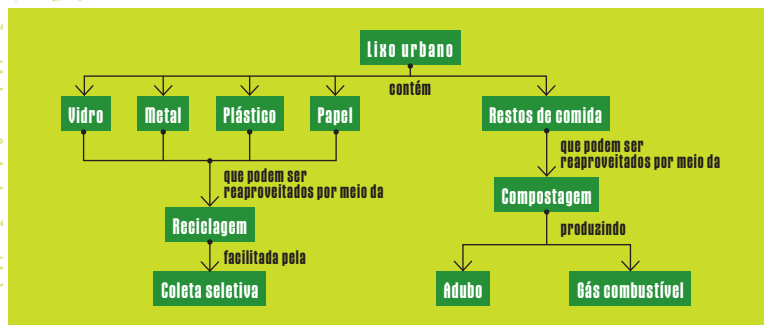 Lixo urbano
contém
Vidro
Metal
Plástico
Papel
Restos de comida
que podem ser
reaproveitados por meio da
Reciclagem
facilitada pela
Coleta seletiva
que podem ser
reaproveitados por meio da
Compostagem
produzindo
Adubo
Gás combustível